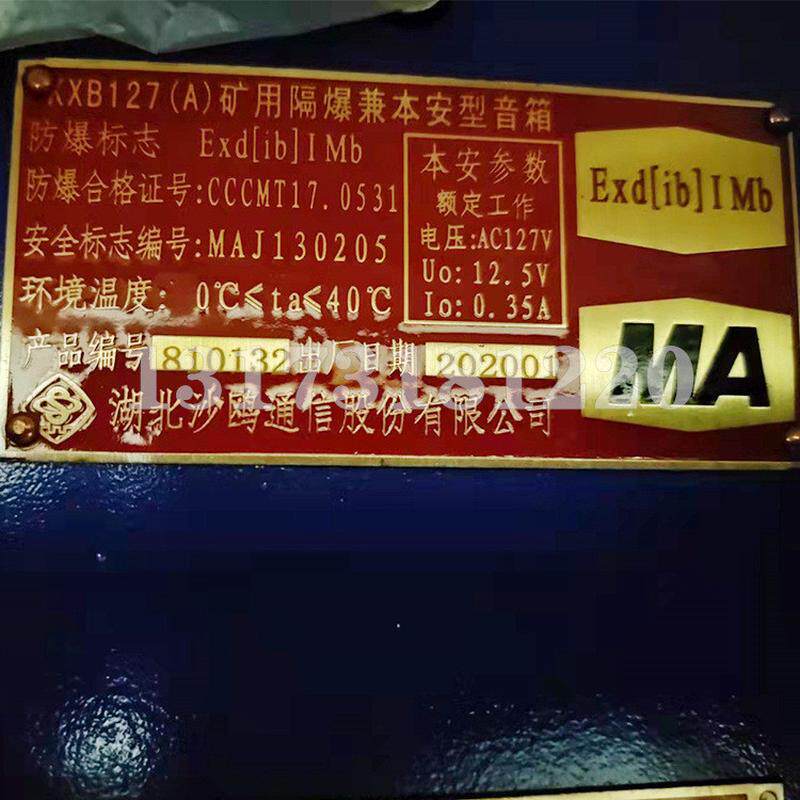 KXB127(A)矿用隔爆兼本安型音箱
防爆标志 Exd[ib]ⅠMb
防爆合格证号:CCCMT17.0531
安全标志编号:MAJ130205
环境温度: 0℃≤ta≤40℃
本安参数
额定工作
电压:AC127V
Uo: 12.5V
Io: 0.35A
Exd[ib]ⅠMb
MA
产品编号 810132 出厂日期 202001
湖北沙鸥通信股份有限公司